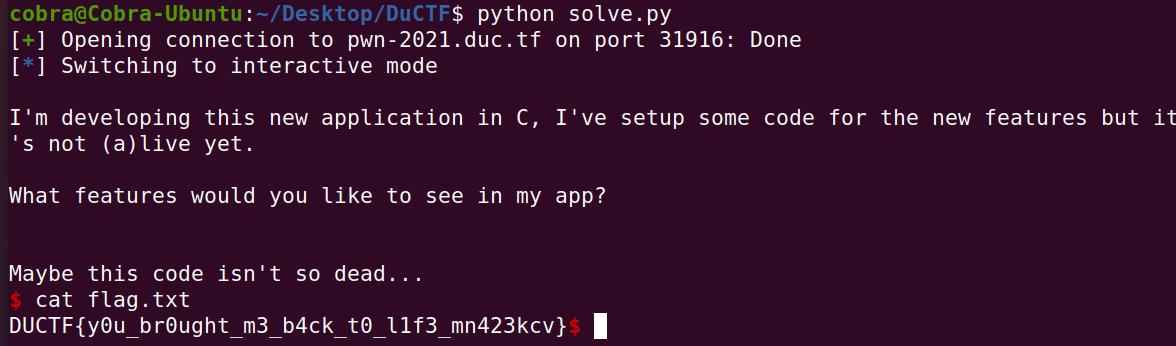 cobra@Cobra-Ubuntu:~/Desktop/DuCTF$ python solve.py
[+] Opening connection to pwn-2021.duc.tf on port 31916: Done
[*] Switching to interactive mode
I'm developing this new application in C, I've setup some code for the new features but it
's not (a)live yet.
What features would you like to see in my app?
Maybe this code isn't so dead...
$ cat flag.txt
DUCTF{y0u_br0ught_m3_b4ck_t0_l1f3_mn423kcv}$